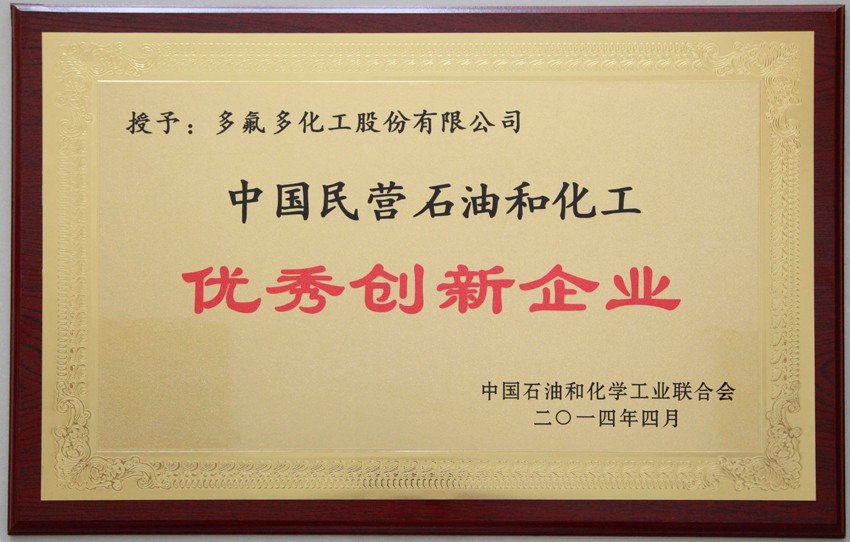 授予：多氟多化工股份有限公司
中国民营石油和化工
优秀创新企业
中国石油和化学工业联合会
二〇一四年四月